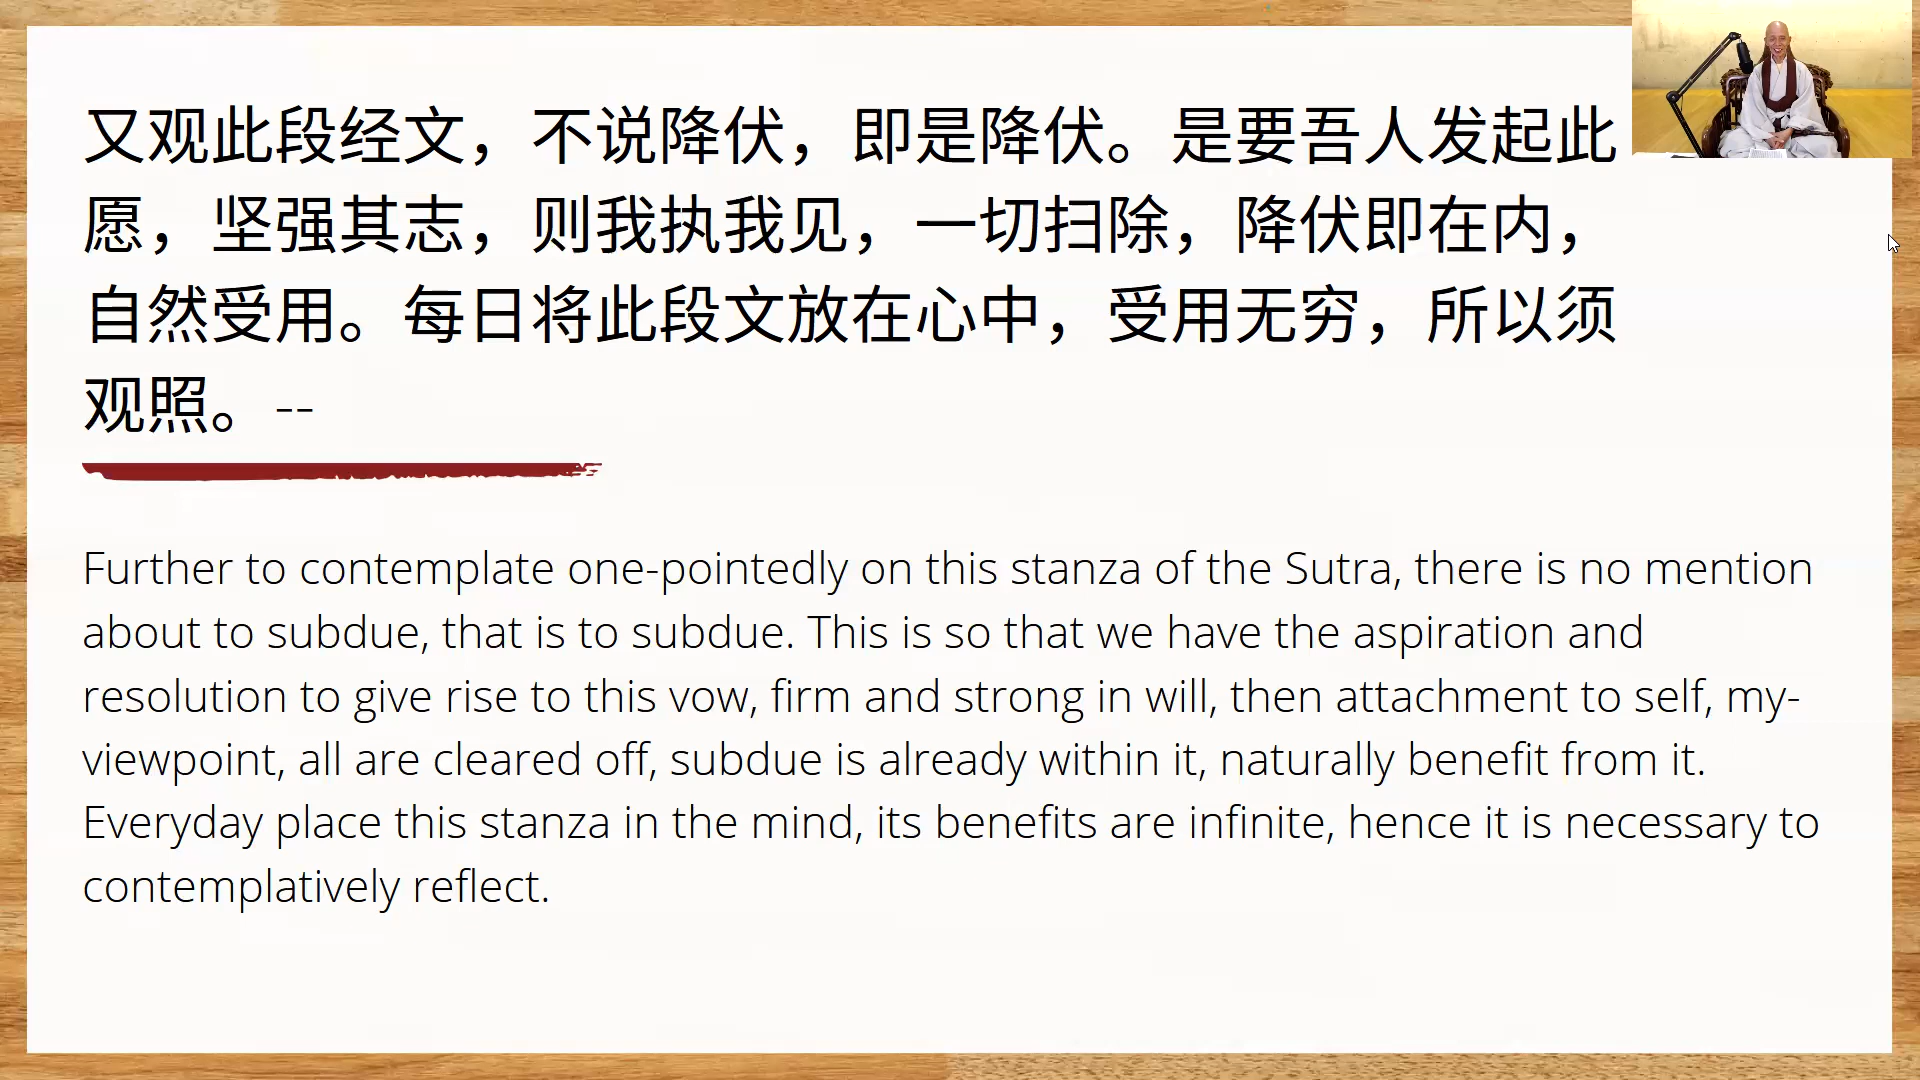 又观此段经文，不说降伏，即是降伏。是要吾人发起此
愿，坚强其志，则我执我见，一切扫除，降伏即在内，
自然受用。每日将此段文放在心中，受用无穷，所以须
观照。--
Further to contemplate one-pointedly on this stanza of the Sutra, there is no mention
about to subdue, that is to subdue. This is so that we have the aspiration and
resolution to give rise to this vow, firm and strong in will, then attachment to self, my-
viewpoint, all are cleared off, subdue is already within it, naturally benefit from it.
Everyday place this stanza in the mind, its benefits are infinite, hence it is necessary to
contemplatively reflect.